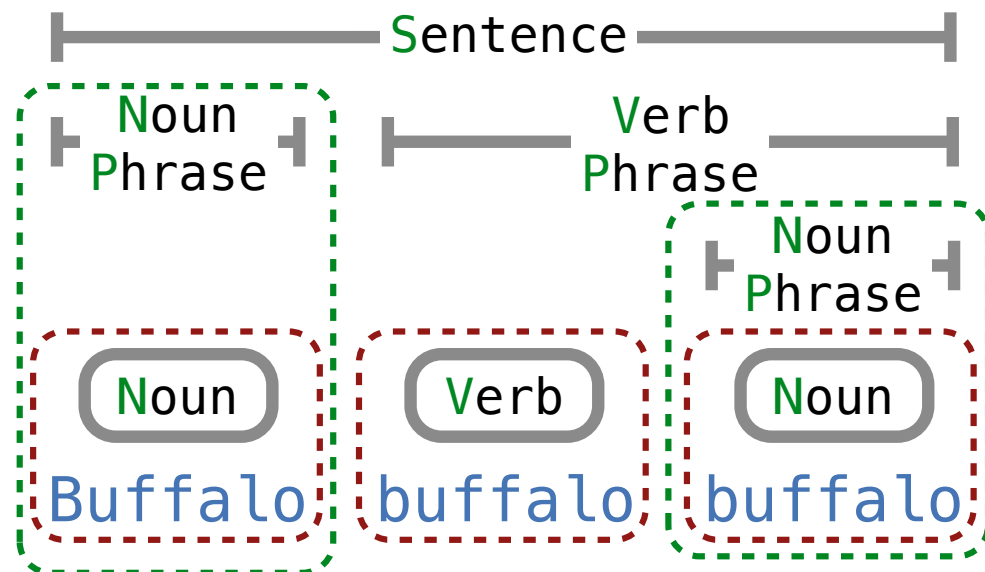 Sentence
Noun
Phrase
Verb
Phrase
Noun
Phrase
Noun Verb Noun
Buffalo buffalo buffalo